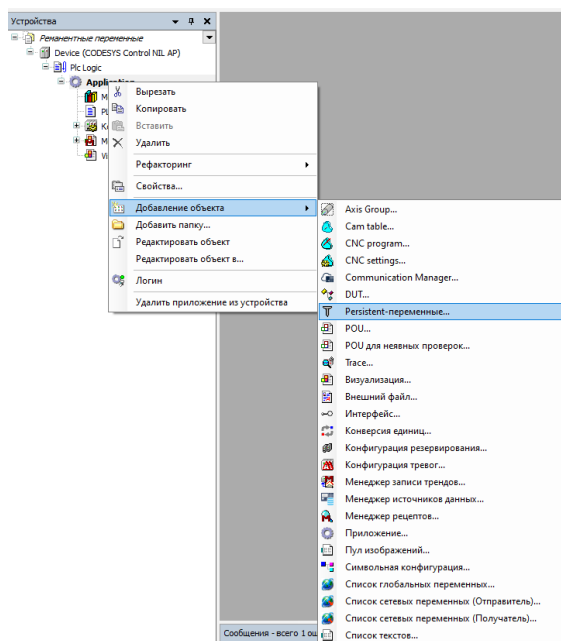 Устройства
Реманентные переменные
Device (CODESYS Control NIL AP)
Plc Logic
Application
Вырезать
Копировать
Вставить
Удалить
Рефакторинг
Свойства...
Добавление объекта
Добавить папку...
Редактировать объект
Редактировать объект в...
Логин
Удалить приложение из устройства
Axis Group...
Cam table...
CNC program...
CNC settings...
Communication Manager...
DUT...
Persistent-переменные...
POU...
POU для неявных проверок...
Trace...
Визуализация...
Внешний файл...
Интерфейс...
Конверсия единиц...
Конфигурация резервирования...
Конфигурация тревог...
Менеджер записи трендов...
Менеджер источников данных...
Менеджер рецептов...
Приложение...
Пул изображений...
Символьная конфигурация...
Список глобальных переменных...
Список сетевых переменных (Отправитель)...
Список сетевых переменных (Получатель)...
Список текстов...
Сообщения - всего 1